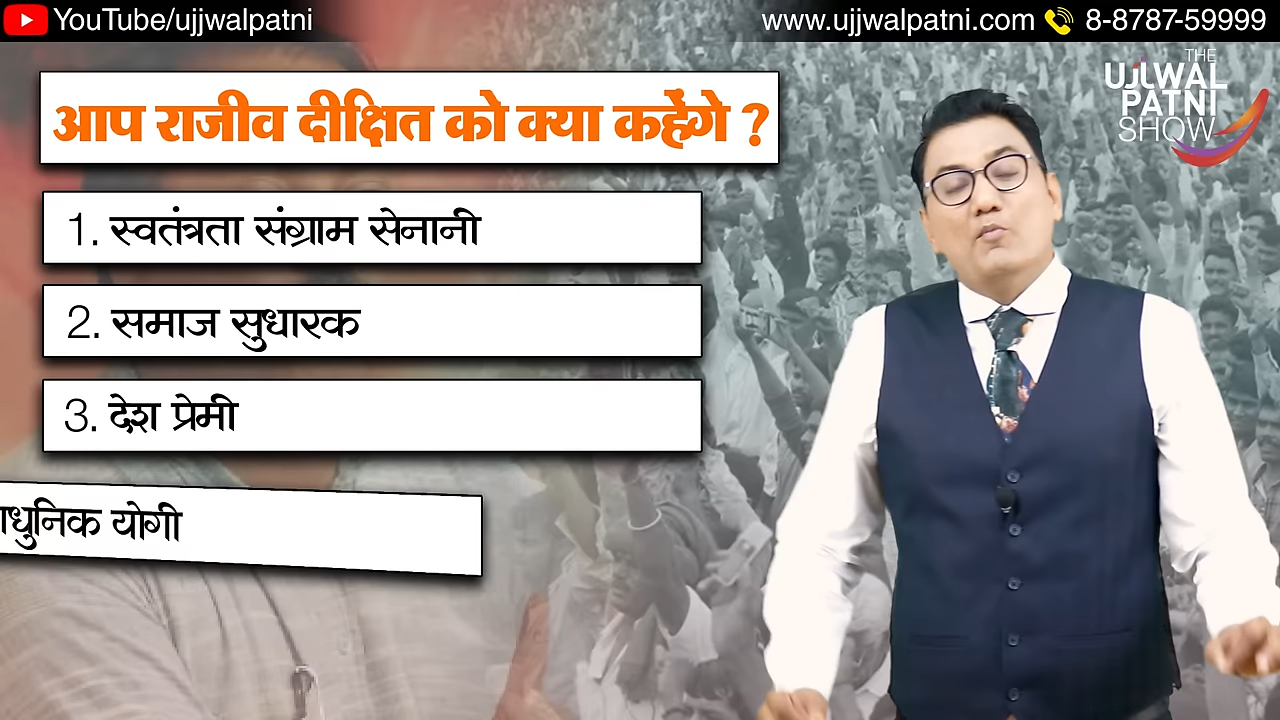 YouTube/ujjwalpatni
www.ujjwalpatni.com 8-8787-59999
THE
UJJWAL
PATNI
SHOW
आप राजीव दीक्षित को क्या कहेंगे ?
1. स्वतंत्रता संग्राम सेनानी
2. समाज सुधारक
3. देश प्रेमी
योगी